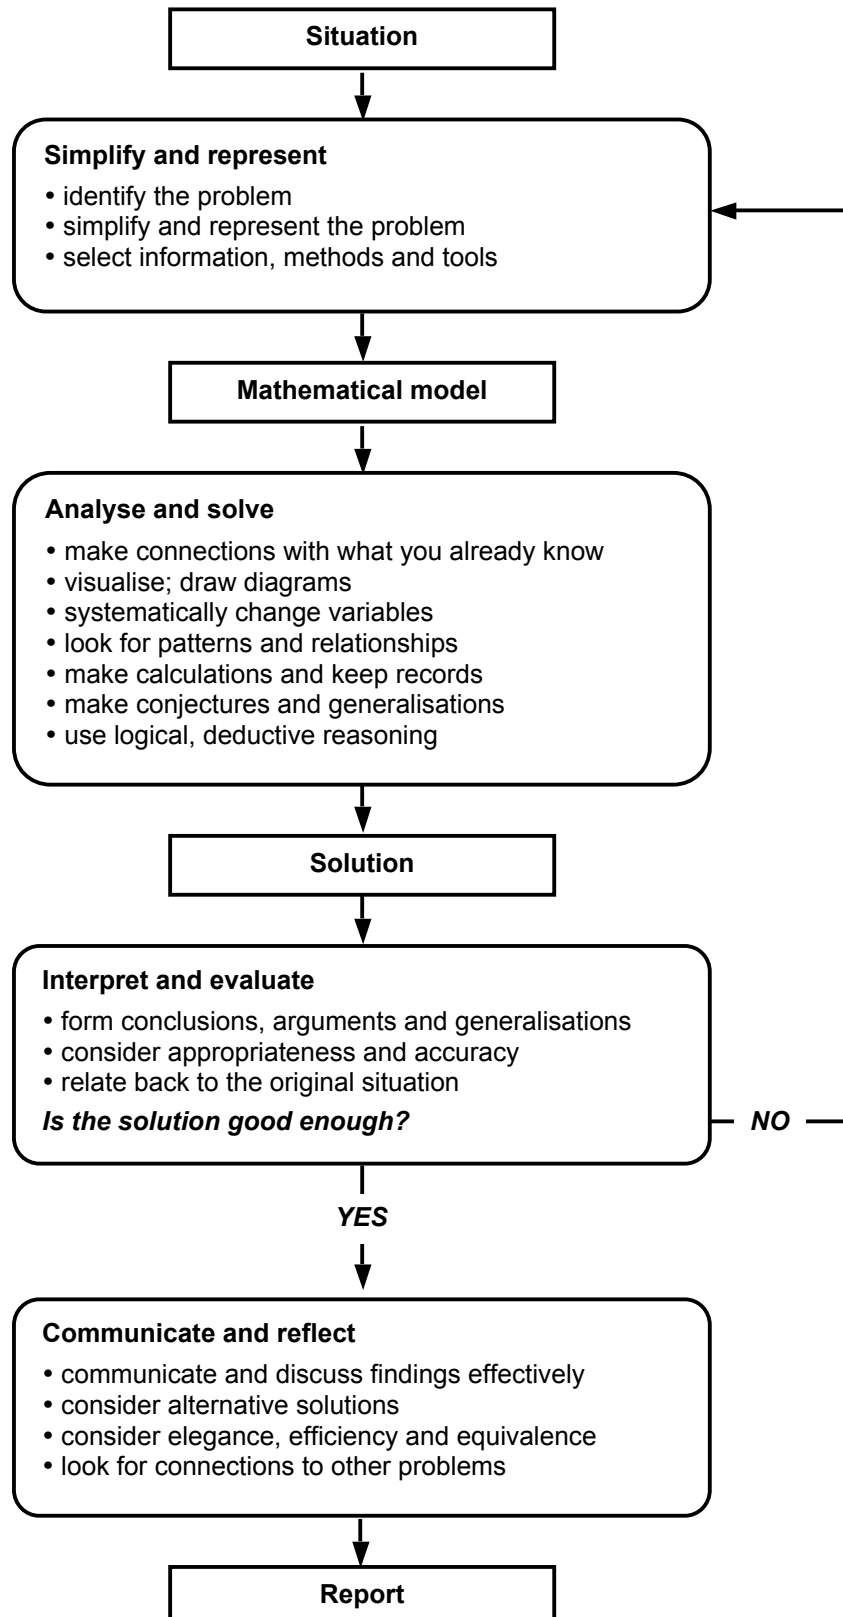 Situation
Simplify and represent
• identify the problem
• simplify and represent the problem
• select information, methods and tools
Mathematical model
Analyse and solve
• make connections with what you already know
• visualise; draw diagrams
• systematically change variables
• look for patterns and relationships
• make calculations and keep records
• make conjectures and generalisations
• use logical, deductive reasoning
Solution
Interpret and evaluate
• form conclusions, arguments and generalisations
• consider appropriateness and accuracy
• relate back to the original situation
Is the solution good enough?
NO
YES
Communicate and reflect
• communicate and discuss findings effectively
• consider alternative solutions
• consider elegance, efficiency and equivalence
• look for connections to other problems
Report